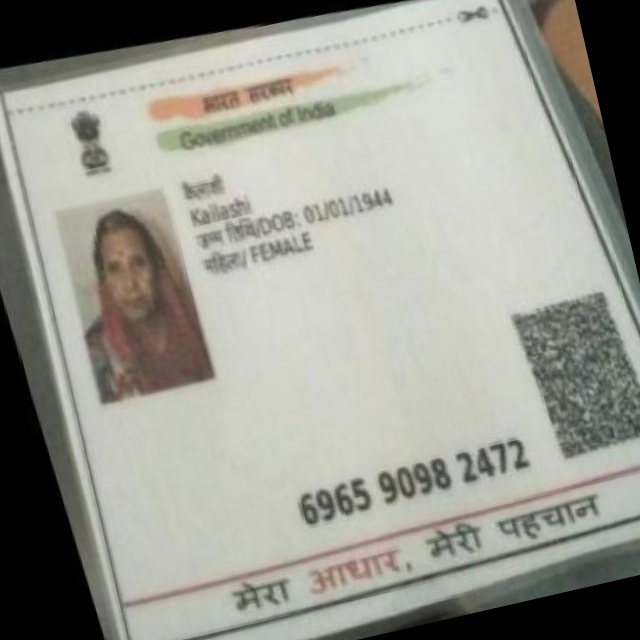 भारत सरकार
Government of India
कैलाशी
Kailashi
जन्म तिथि/DOB: 01/01/1944
महिला/ FEMALE
6965 9098 2472
मेरा आधार, मेरी पहचान